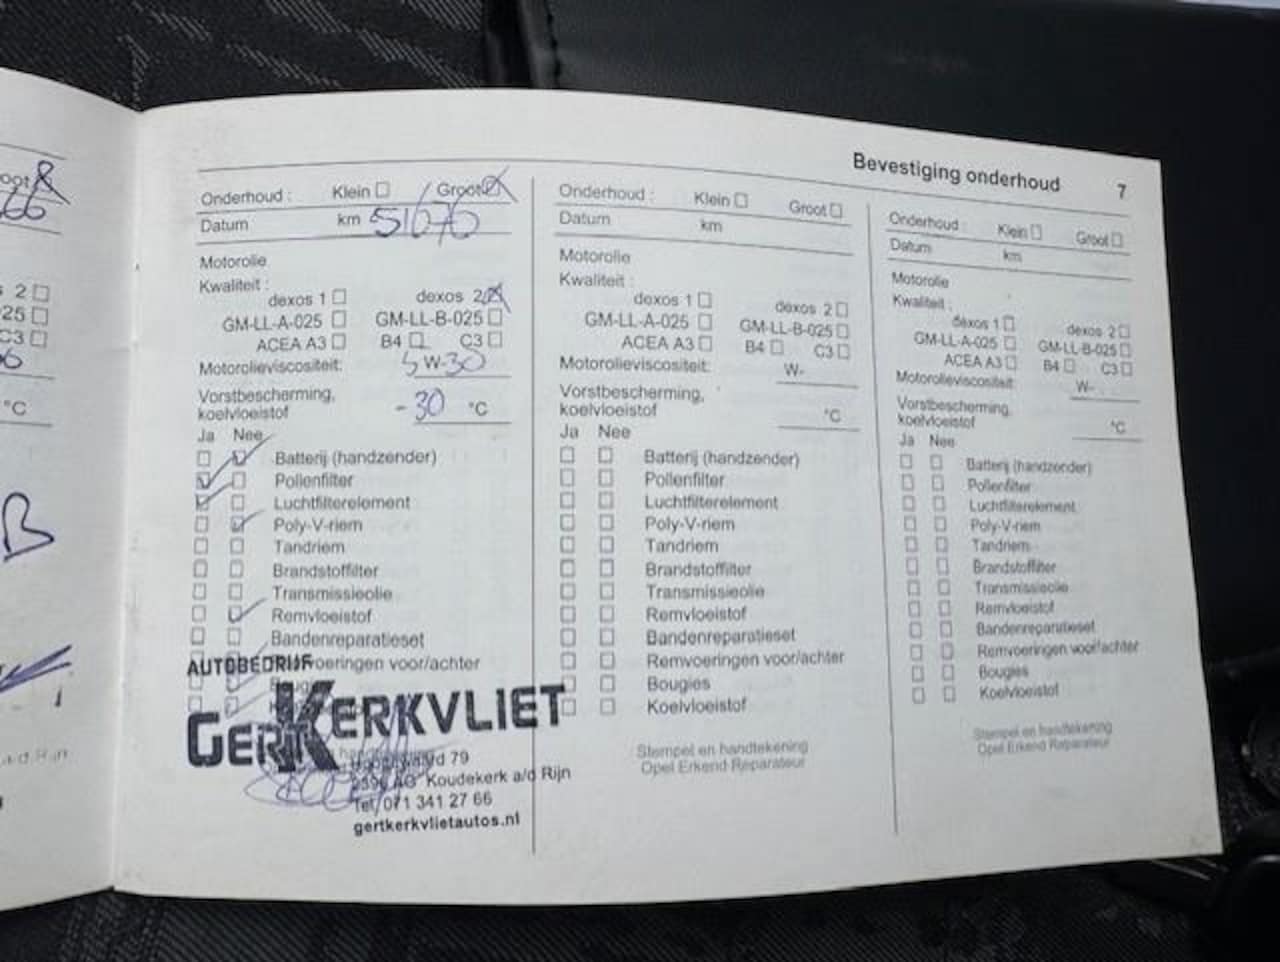 Bevestiging onderhoud 7
Onderhoud : Klein Groot
Datum km 51070
Motorolie
Kwaliteit :
dexos 1 dexos 2
GM-LL-A-025 GM-LL-B-025
ACEA A3 B4 C3
Motorolieviscositeit: 5 W-30
Vorstbescherming,
koelvloeistof -30 °C
Ja Nee
Batterij (handzender)
Pollenfilter
Luchtfilterelement
Poly-V-riem
Tandriem
Brandstoffilter
Transmissieolie
Remvloeistof
Bandenreparatieset
AUTOBEDRIJF voeringen voor/achter
GERT KERKVLIET
79
Koudekerk a/d Rijn
Tel. 071 341 27 66
gertkerkvlietautos.nl
Onderhoud : Klein Groot
Datum km
Motorolie
Kwaliteit :
dexos 1 dexos 2
GM-LL-A-025 GM-LL-B-025
ACEA A3 B4 C3
Motorolieviscositeit: W-
Vorstbescherming,
koelvloeistof °C
Ja Nee
Batterij (handzender)
Pollenfilter
Luchtfilterelement
Poly-V-riem
Tandriem
Brandstoffilter
Transmissieolie
Remvloeistof
Bandenreparatieset
Remvoeringen voor/achter
Bougies
Koelvloeistof
Stempel en handtekening
Opel Erkend Reparateur
Onderhoud : Klein Groot
Datum km
Motorolie
Kwaliteit :
dexos 1 dexos 2
GM-LL-A-025 GM-LL-B-025
ACEA A3 B4 C3
Motorolieviscositeit: W-
Vorstbescherming,
koelvloeistof °C
Ja Nee
Batterij (handzender)
Pollenfilter
Luchtfilterelement
Poly-V-riem
Tandriem
Brandstoffilter
Transmissieolie
Remvloeistof
Bandenreparatieset
Remvoeringen voor/achter
Bougies
Koelvloeistof
Stempel en handtekening
Opel Erkend Reparateur